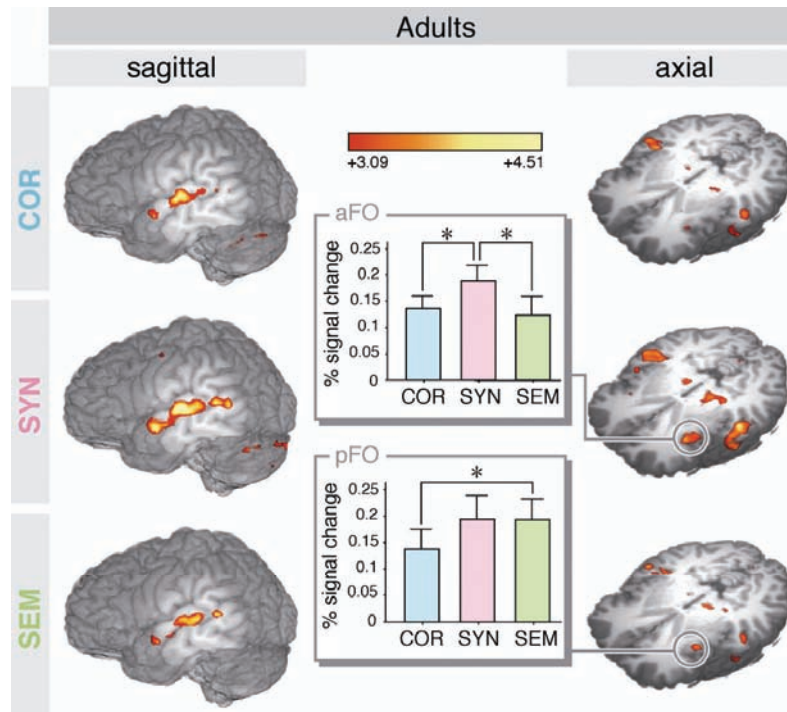 Adults
sagittal
axial
+3.09
+4.51
COR
aFO
% signal change
0.25
0.2
0.15
0.1
0.05
0
*
*
COR SYN SEM
SYN
pFO
% signal change
0.25
0.2
0.15
0.1
0.05
0
*
COR SYN SEM
SEM